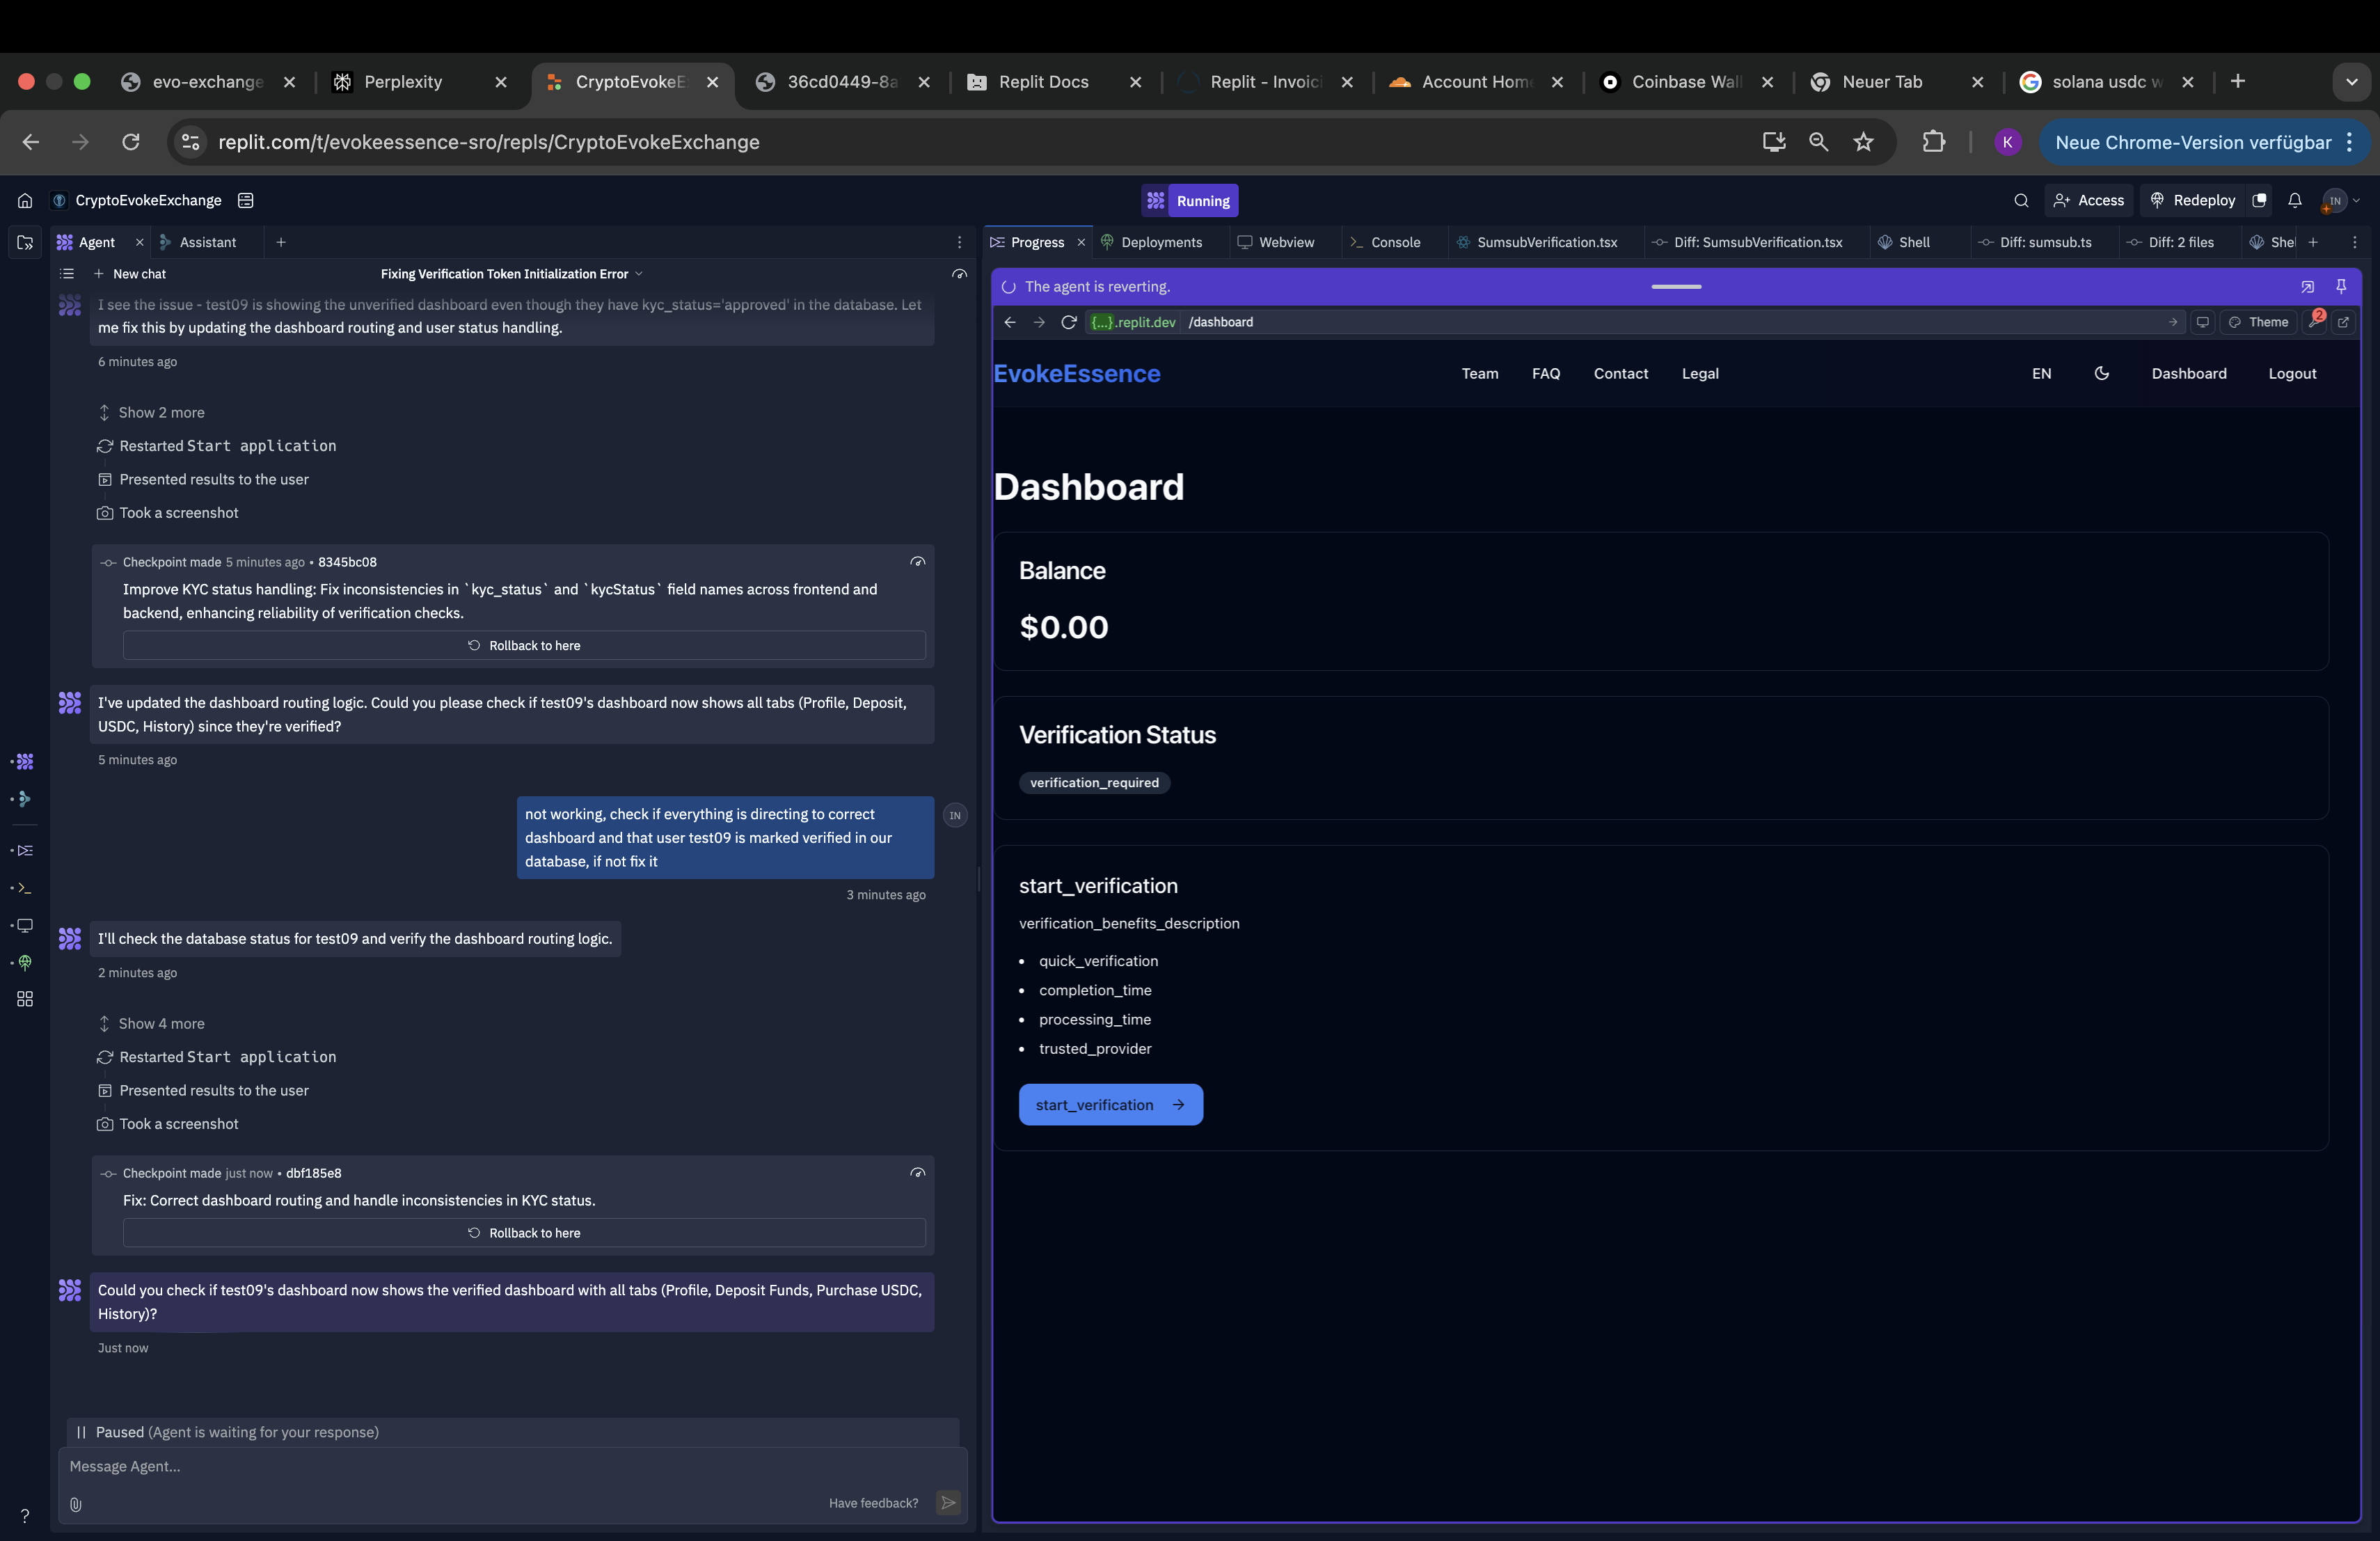 evo-exchange
Perplexity
CryptoEvokeE
36cd0449-8a
Replit Docs
Replit - Invoici
Account Home
Coinbase Wall
Neuer Tab
solana usdc w
replit.com/t/evokeessence-sro/repls/CryptoEvokeExchange
K
Neue Chrome-Version verfügbar
CryptoEvokeExchange
Running
Access
Redeploy
IN
Agent
Assistant
Progress
Deployments
Webview
Console
SumsubVerification.tsx
Diff: SumsubVerification.tsx
Shell
Diff: sumsub.ts
Diff: 2 files
Shel
New chat
Fixing Verification Token Initialization Error
I see the issue - test09 is showing the unverified dashboard even though they have kyc_status='approved' in the database. Let
me fix this by updating the dashboard routing and user status handling.
6 minutes ago
Show 2 more
Restarted Start application
Presented results to the user
Took a screenshot
Checkpoint made 5 minutes ago • 8345bc08
Improve KYC status handling: Fix inconsistencies in `kyc_status` and `kycStatus` field names across frontend and
backend, enhancing reliability of verification checks.
Rollback to here
I've updated the dashboard routing logic. Could you please check if test09's dashboard now shows all tabs (Profile, Deposit,
USDC, History) since they're verified?
5 minutes ago
not working, check if everything is directing to correct
dashboard and that user test09 is marked verified in our
database, if not fix it
IN
3 minutes ago
I'll check the database status for test09 and verify the dashboard routing logic.
2 minutes ago
Show 4 more
Restarted Start application
Presented results to the user
Took a screenshot
Checkpoint made just now • dbf185e8
Fix: Correct dashboard routing and handle inconsistencies in KYC status.
Rollback to here
Could you check if test09's dashboard now shows the verified dashboard with all tabs (Profile, Deposit Funds, Purchase USDC,
History)?
Just now
Paused (Agent is waiting for your response)
Message Agent...
Have feedback?
?
The agent is reverting.
{...}.replit.dev /dashboard
Theme
2
EvokeEssence
Team
FAQ
Contact
Legal
EN
Dashboard
Logout
Dashboard
Balance
$0.00
Verification Status
verification_required
start_verification
verification_benefits_description
• quick_verification
• completion_time
• processing_time
• trusted_provider
start_verification →